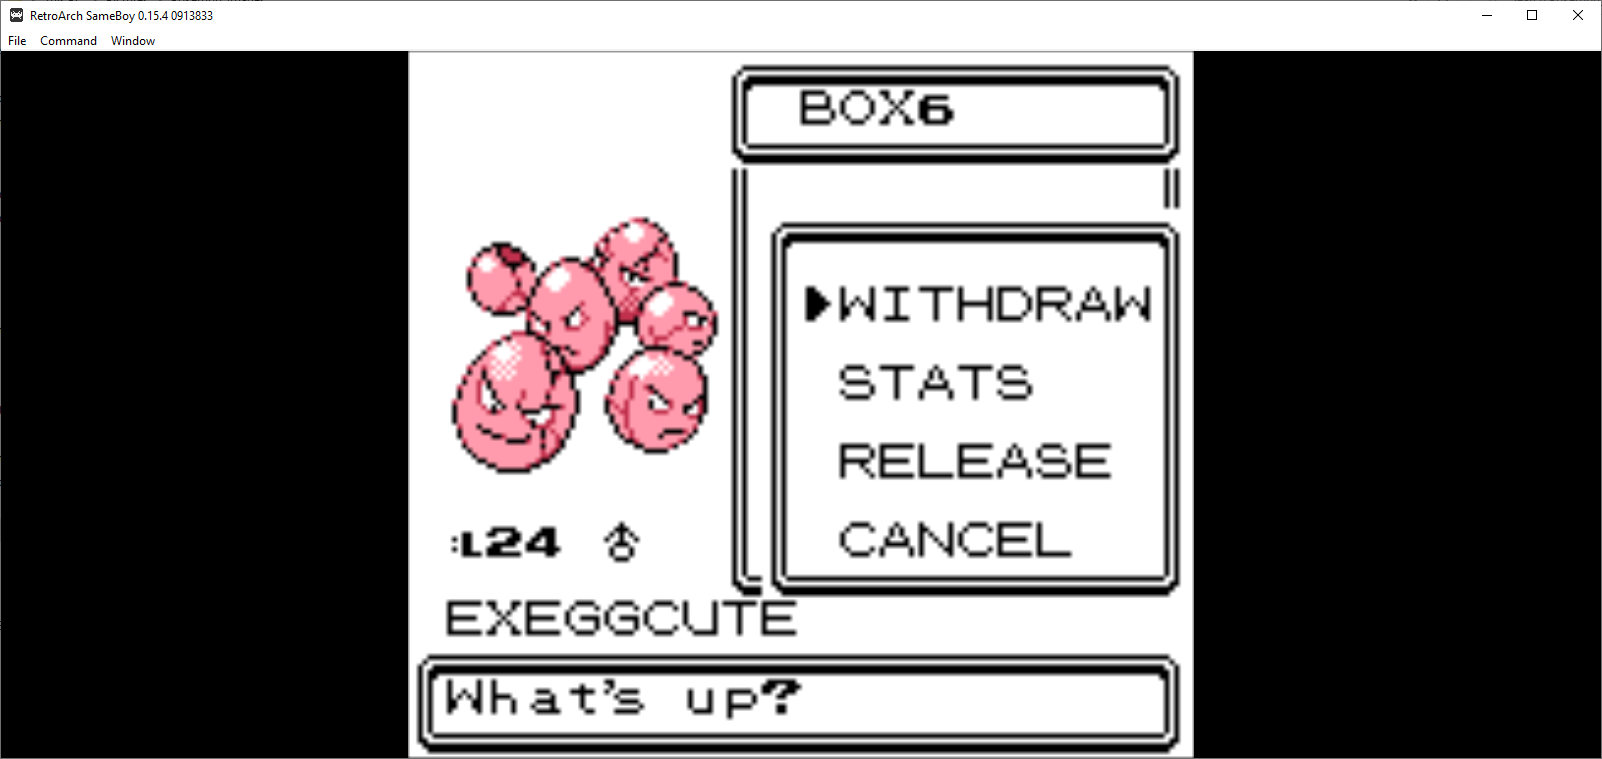 RetroArch SameBoy 0.15.4 0913833
File Command Window
BOX6
▶WITHDRAW
STATS
RELEASE
CANCEL
:L24 ♂
EXEGGCUTE
What's up?